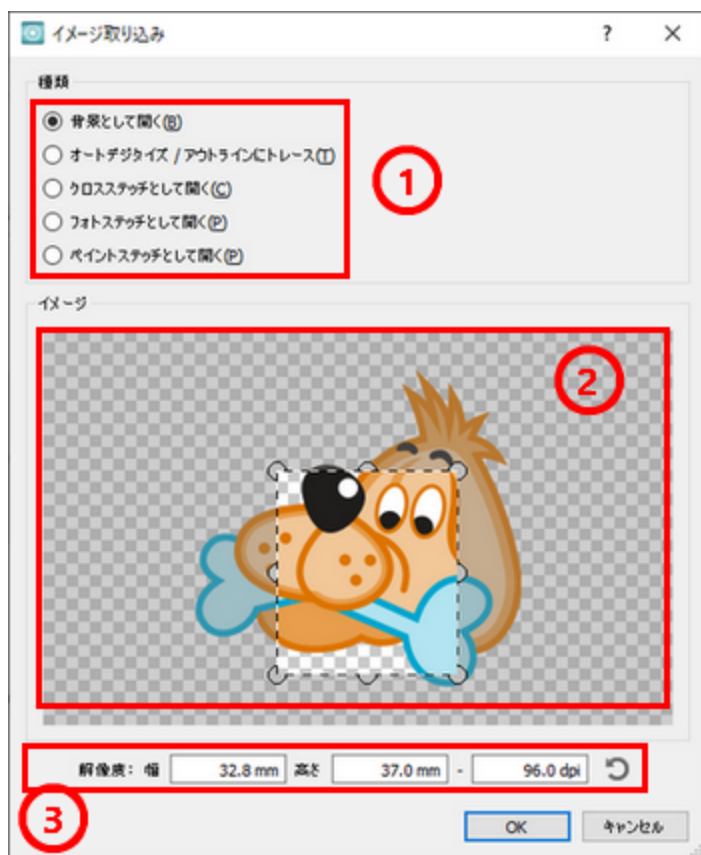 イメージ取り込み ?
種類
背景として開く(B)
オートデジタイズ / アウトラインにトレース(T)
1
クロスステッチとして開く(C)
フォトステッチとして開く(P)
ペイントステッチとして開く(P)
イメージ
2
解像度: 幅 32.8 mm 高さ 37.0 mm - 96.0 dpi
3
OK キャンセル